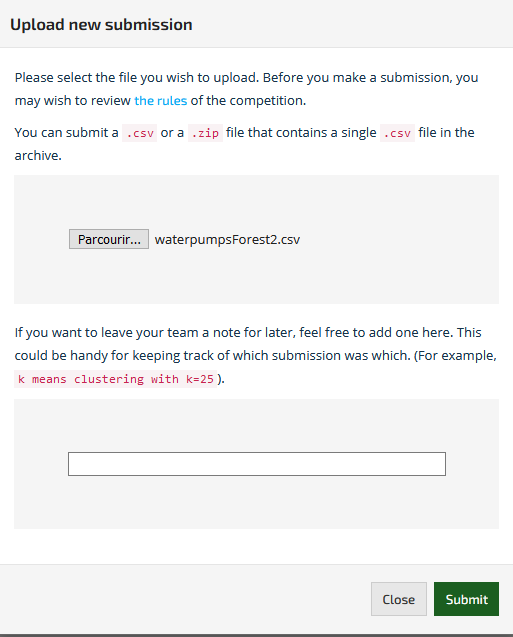 Upload new submission
Please select the file you wish to upload. Before you make a submission, you
may wish to review the rules of the competition.
You can submit a .csv or a .zip file that contains a single .csv file in the
archive.
Parcourir... waterpumpsForest2.csv
If you want to leave your team a note for later, feel free to add one here. This
could be handy for keeping track of which submission was which. (For example,
k means clustering with k=25 ).
Close Submit